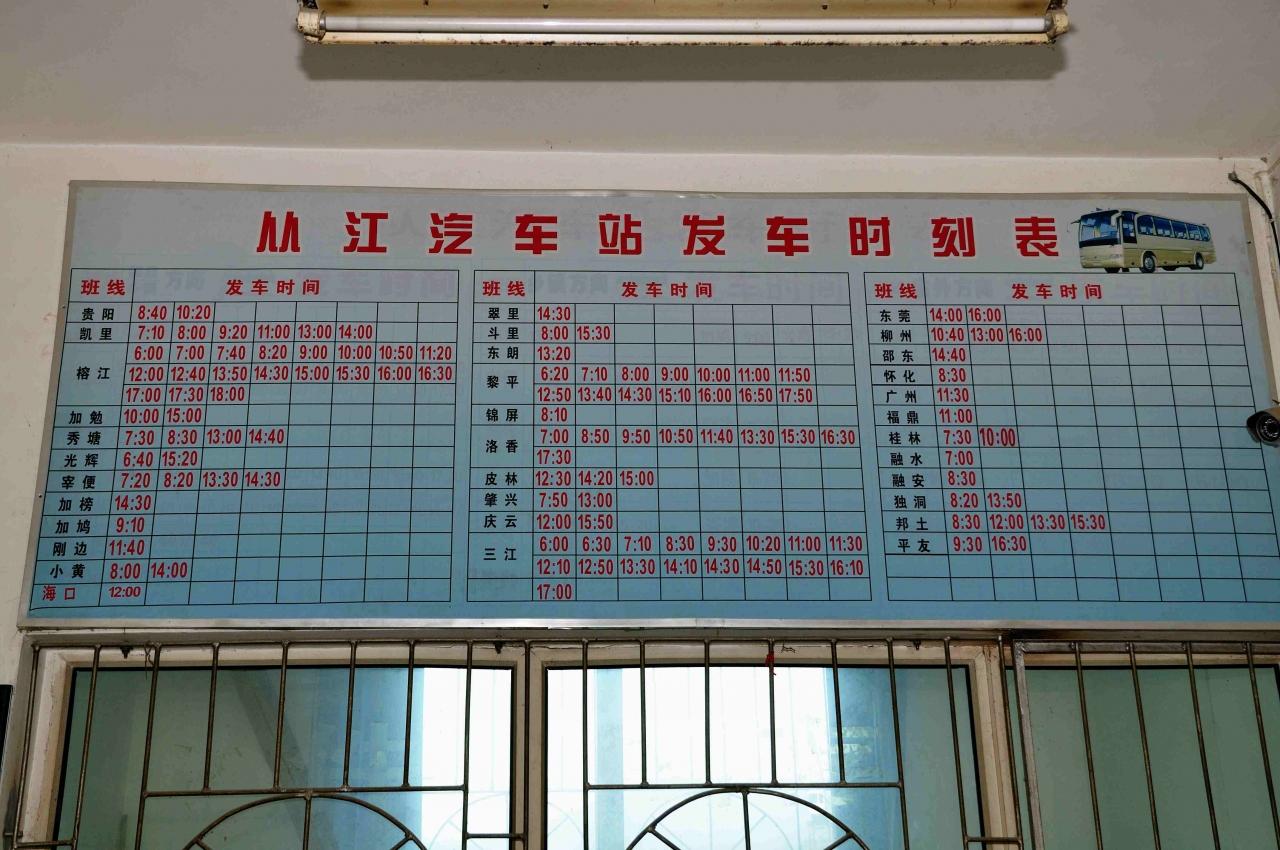 从江汽车站发车时刻表
班线 发车时间
贵阳 8:40 10:20
凯里 7:10 8:00 9:20 11:00 13:00 14:00
榕江 6:00 7:00 7:40 8:20 9:00 10:00 10:50 11:20
12:00 12:40 13:50 14:30 15:00 15:30 16:00 16:30
17:00 17:30 18:00
加勉 10:00 15:00
秀塘 7:30 8:30 13:00 14:40
光辉 6:40 15:20
宰便 7:20 8:20 13:30 14:30
加榜 14:30
加鸠 9:10
刚边 11:40
小黄 8:00 14:00
海口 12:00
班线 发车时间
翠里 14:30
斗里 8:00 15:30
东朗 13:20
黎平 6:20 7:10 8:00 9:00 10:00 11:00 11:50
12:50 13:40 14:30 15:10 16:00 16:50 17:50
锦屏 8:10
洛香 7:00 8:50 9:50 10:50 11:40 13:30 15:30 16:30
17:30
皮林 12:30 14:20 15:00
肇兴 7:50 13:00
庆云 12:00 15:50
三江 6:00 6:30 7:10 8:30 9:30 10:20 11:00 11:30
12:10 12:50 13:30 14:10 14:30 14:50 15:30 16:10
17:00
班线 发车时间
东莞 14:00 16:00
柳州 10:40 13:00 16:00
邵东 14:40
怀化 8:30
广州 11:30
福鼎 11:00
桂林 7:30 10:00
融水 7:00
融安 8:30
独洞 8:20 13:50
邦土 8:30 12:00 13:30 15:30
平友 9:30 16:30